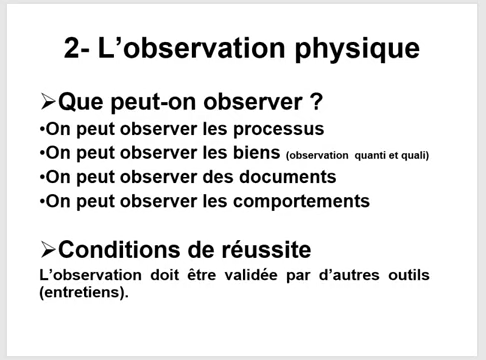 2- L’observation physique
➢Que peut-on observer ?
•On peut observer les processus
•On peut observer les biens (observation quanti et quali)
•On peut observer des documents
•On peut observer les comportements
➢Conditions de réussite
L’observation doit être validée par d’autres outils
(entretiens).